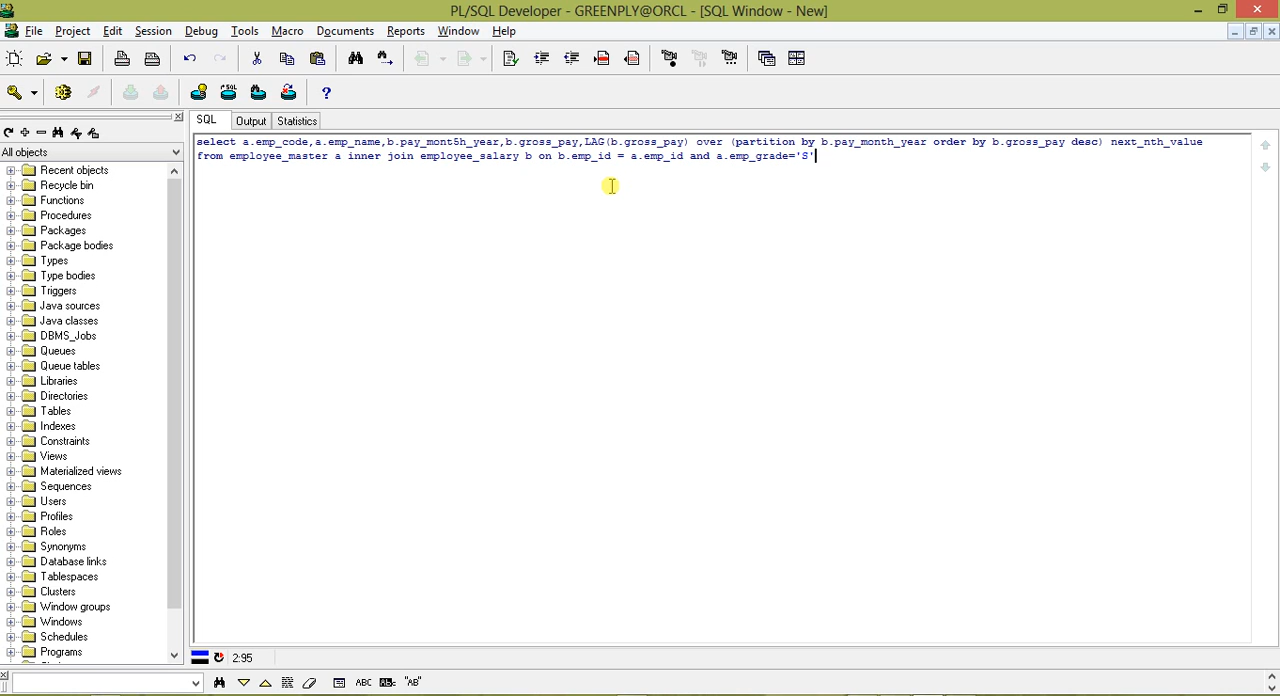 PL/SQL Developer - GREENPLY@ORCL - [SQL Window - New]
File Project Edit Session Debug Tools Macro Documents Reports Window Help
SQL Output Statistics
All objects
select a.emp_code,a.emp_name,b.pay_mont5h_year,b.gross_pay,LAG(b.gross_pay) over (partition by b.pay_month_year order by b.gross_pay desc) next_nth_value
from employee_master a inner join employee_salary b on b.emp_id = a.emp_id and a.emp_grade='S'
Recent objects
Recycle bin
Functions
Procedures
Packages
Package bodies
Types
Type bodies
Triggers
Java sources
Java classes
DBMS_Jobs
Queues
Queue tables
Libraries
Directories
Tables
Indexes
Constraints
Views
Materialized views
Sequences
Users
Profiles
Roles
Synonyms
Database links
Tablespaces
Clusters
Window groups
Windows
Schedules
Programs
2:95
ABC "AB"